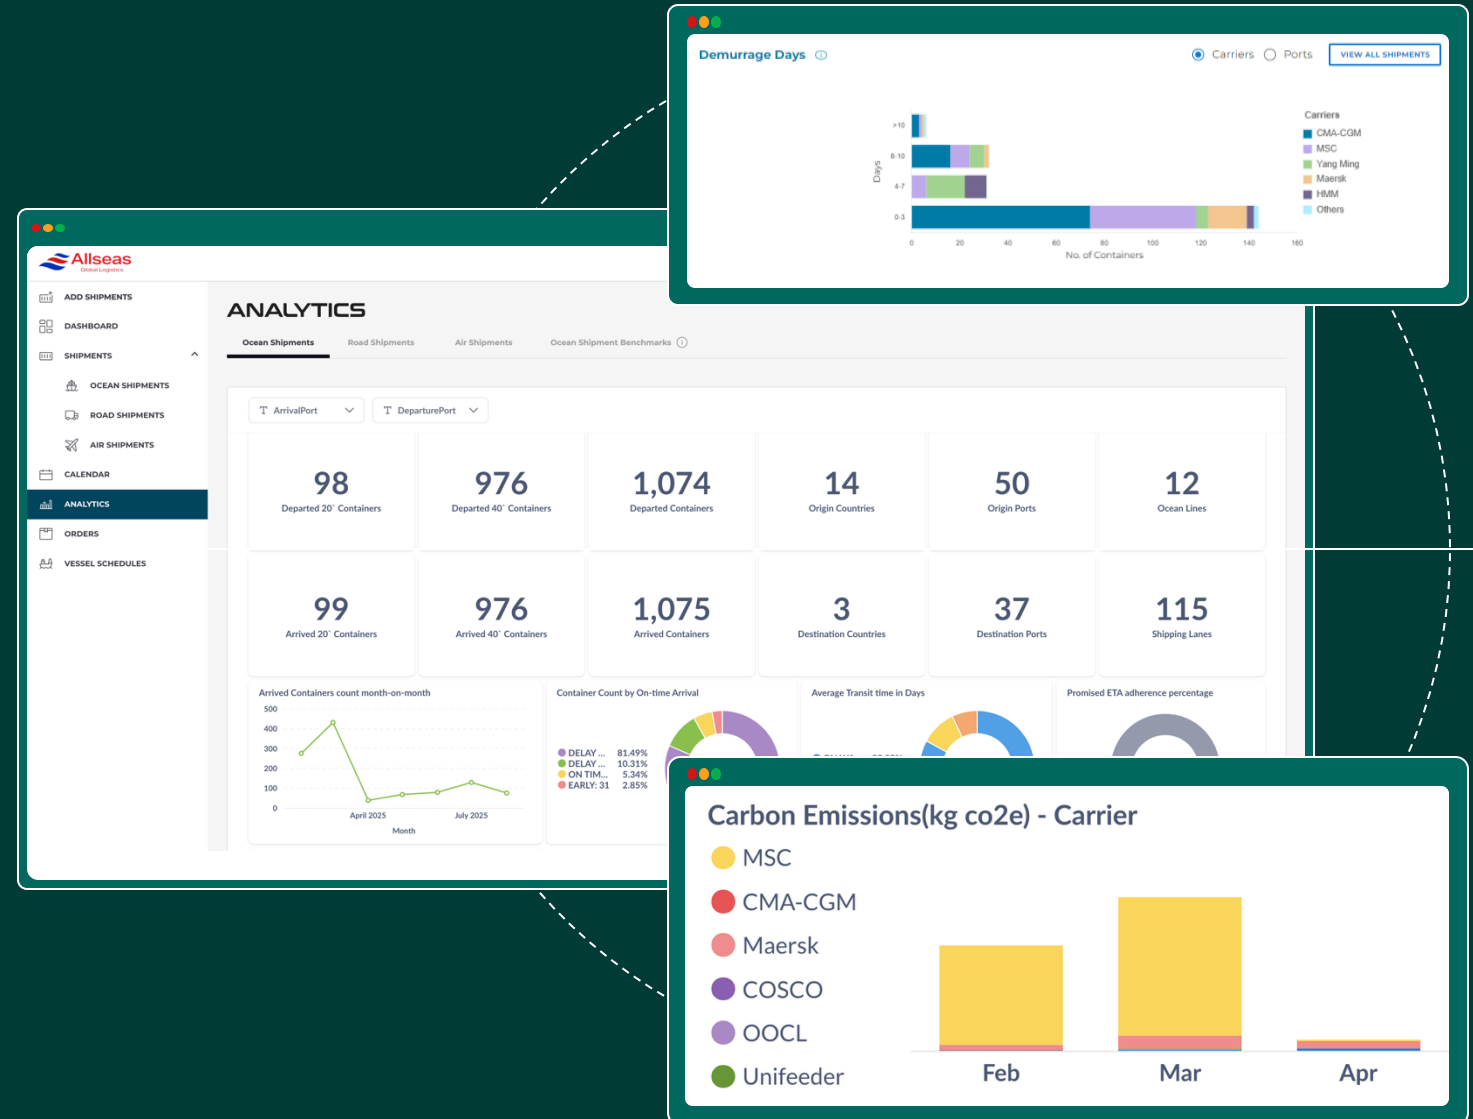 Demurrage Days
Carriers
Ports
VIEW ALL SHIPMENTS
Days
>10
8-10
4-7
0-3
0 20 40 60 80 100 120 140 160
No. of Containers
Carriers
CMA-CGM
MSC
Yang Ming
Maersk
HMM
Others
Allseas
Global Logistics
ADD SHIPMENTS
DASHBOARD
SHIPMENTS
OCEAN SHIPMENTS
ROAD SHIPMENTS
AIR SHIPMENTS
CALENDAR
ANALYTICS
ORDERS
VESSEL SCHEDULES
ANALYTICS
Ocean Shipments
Road Shipments
Air Shipments
Ocean Shipment Benchmarks
T ArrivalPort
T DeparturePort
98
Departed 20` Containers
976
Departed 40` Containers
1,074
Departed Containers
14
Origin Countries
50
Origin Ports
12
Ocean Lines
99
Arrived 20` Containers
976
Arrived 40` Containers
1,075
Arrived Containers
3
Destination Countries
37
Destination Ports
115
Shipping Lanes
Arrived Containers count month-on-month
500
400
300
200
100
0
April 2025
July 2025
Month
Container Count by On-time Arrival
DELAY ... 81.49%
DELAY ... 10.31%
ON TIM... 5.34%
EARLY: 31 2.85%
Average Transit time in Days
Promised ETA adherence percentage
Carbon Emissions(kg co2e) - Carrier
MSC
CMA-CGM
Maersk
COSCO
OOCL
Unifeeder
Feb
Mar
Apr